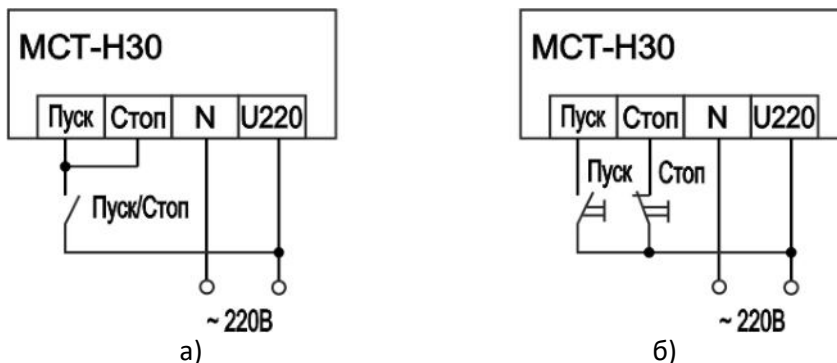 МСТ-Н30
Пуск Стоп N U220
Пуск/Стоп
~ 220В
а)
МСТ-Н30
Пуск Стоп N U220
Пуск Стоп
~ 220В
б)